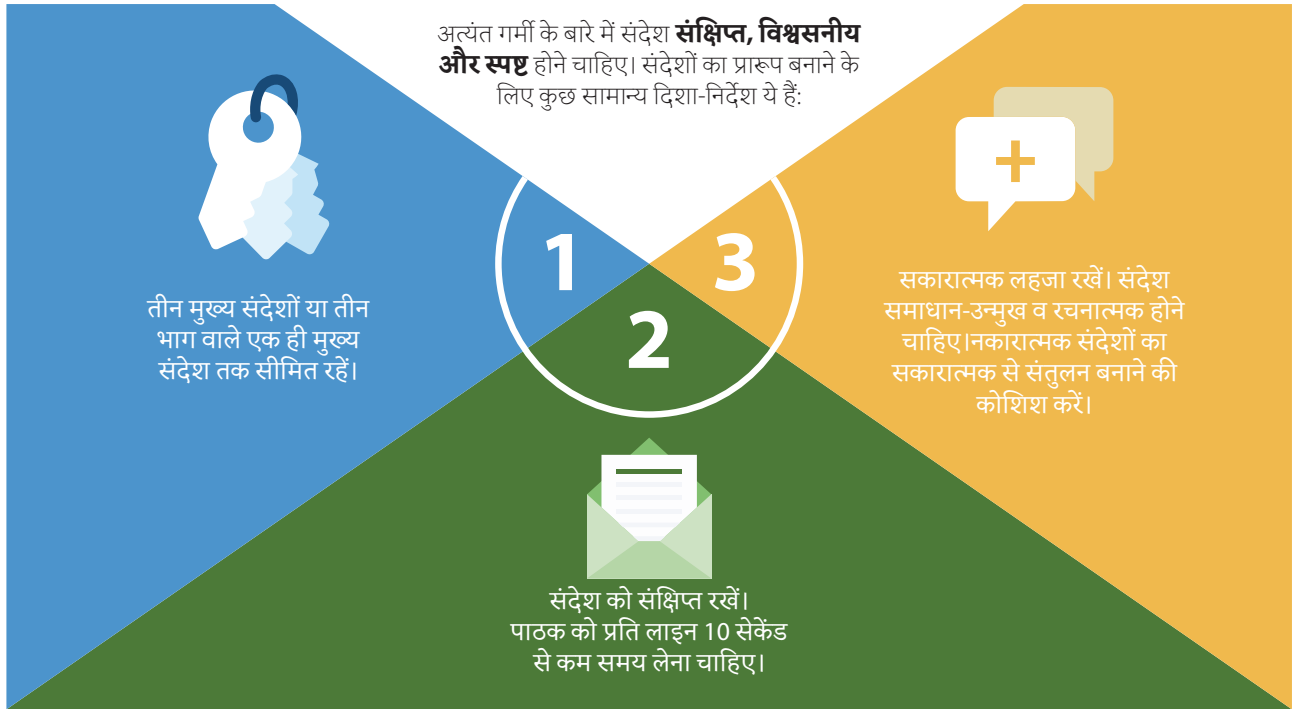 अत्यंत गर्मी के बारे में संदेश संक्षिप्त, विश्वसनीय
और स्पष्ट होने चाहिए। संदेशों का प्रारूप बनाने के
लिए कुछ सामान्य दिशा-निर्देश ये हैं:
1
तीन मुख्य संदेशों या तीन
भाग वाले एक ही मुख्य
संदेश तक सीमित रहें।
2
संदेश को संक्षिप्त रखें।
पाठक को प्रति लाइन 10 सेकेंड
से कम समय लेना चाहिए।
3
सकारात्मक लहजा रखें। संदेश
समाधान-उन्मुख व रचनात्मक होने
चाहिए।नकारात्मक संदेशों का
सकारात्मक से संतुलन बनाने की
कोशिश करें।